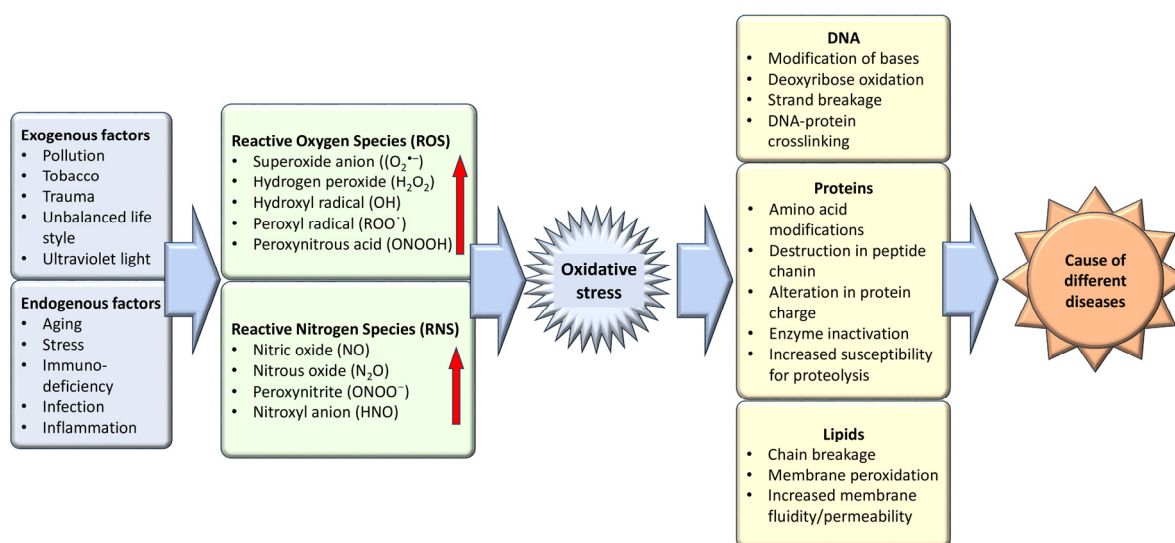 Exogenous factors
• Pollution
• Tobacco
• Trauma
• Unbalanced life
style
• Ultraviolet light
Endogenous factors
• Aging
• Stress
• Immuno-
deficiency
• Infection
• Inflammation
Reactive Oxygen Species (ROS)
• Superoxide anion ((O₂•⁻)
• Hydrogen peroxide (H₂O₂)
• Hydroxyl radical (OH)
• Peroxyl radical (ROO˙)
• Peroxynitrous acid (ONOOH)
Reactive Nitrogen Species (RNS)
• Nitric oxide (NO)
• Nitrous oxide (N₂O)
• Peroxynitrite (ONOO⁻)
• Nitroxyl anion (HNO)
Oxidative
stress
DNA
• Modification of bases
• Deoxyribose oxidation
• Strand breakage
• DNA-protein
crosslinking
Proteins
• Amino acid
modifications
• Destruction in peptide
chanin
• Alteration in protein
charge
• Enzyme inactivation
• Increased susceptibility
for proteolysis
Lipids
• Chain breakage
• Membrane peroxidation
• Increased membrane
fluidity/permeability
Cause of
different
diseases